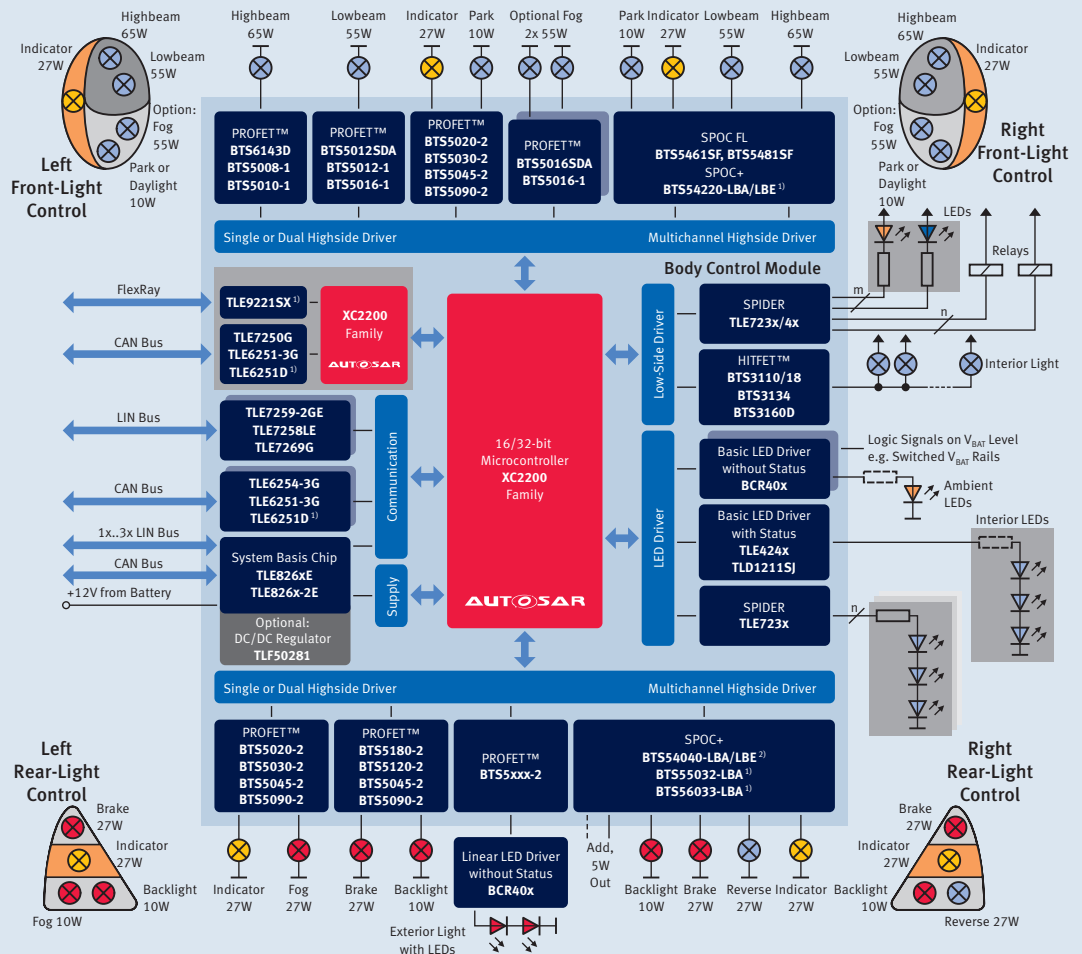 Highbeam
65W
Indicator
27W
Lowbeam
55W
Option:
Fog
55W
Park or
Daylight
10W
Left
Front-Light
Control
Highbeam
65W
Lowbeam
55W
Indicator
27W
Park
10W
Optional Fog
2x 55W
Park
10W
Indicator
27W
Lowbeam
55W
Highbeam
65W
Highbeam
65W
Lowbeam
55W
Indicator
27W
Option:
Fog
55W
Park or
Daylight
10W
Right
Front-Light
Control
PROFET™
BTS6143D
BTS5008-1
BTS5010-1
PROFET™
BTS5012SDA
BTS5012-1
BTS5016-1
PROFET™
BTS5020-2
BTS5030-2
BTS5045-2
BTS5090-2
PROFET™
BTS5016SDA
BTS5016-1
SPOC FL
BTS5461SF, BTS5481SF
SPOC+
BTS54220-LBA/LBE 1)
Single or Dual Highside Driver
Multichannel Highside Driver
Body Control Module
LEDs
Relays
m
n
FlexRay
CAN Bus
LIN Bus
CAN Bus
1x..3x LIN Bus
CAN Bus
+12V from Battery
TLE9221SX 1)
TLE7250G
TLE6251-3G
TLE6251D 1)
XC2200
Family
AUTOSAR
TLE7259-2GE
TLE7258LE
TLE7269G
TLE6254-3G
TLE6251-3G
TLE6251D 1)
System Basis Chip
TLE826xE
TLE826x-2E
Optional:
DC/DC Regulator
TLF50281
Communication
Supply
16/32-bit
Microcontroller
XC2200
Family
AUTOSAR
Low-Side Driver
LED Driver
SPIDER
TLE723x/4x
HITFET™
BTS3110/18
BTS3134
BTS3160D
Interior Light
Basic LED Driver
without Status
BCR40x
Logic Signals on VBAT Level
e.g. Switched VBAT Rails
Ambient
LEDs
Basic LED Driver
with Status
TLE424x
TLD1211SJ
Interior LEDs
SPIDER
TLE723x
n
Single or Dual Highside Driver
Multichannel Highside Driver
PROFET™
BTS5020-2
BTS5030-2
BTS5045-2
BTS5090-2
PROFET™
BTS5180-2
BTS5120-2
BTS5045-2
BTS5090-2
PROFET™
BTS5xxx-2
SPOC+
BTS54040-LBA/LBE 2)
BTS55032-LBA 1)
BTS56033-LBA 1)
Left
Rear-Light
Control
Brake
27W
Indicator
27W
Backlight
10W
Fog 10W
Indicator
27W
Fog
27W
Brake
27W
Backlight
10W
Linear LED Driver
without Status
BCR40x
Exterior Light
with LEDs
Add,
5W
Out
Backlight
10W
Brake
27W
Reverse
27W
Indicator
27W
Right
Rear-Light
Control
Brake
27W
Indicator
27W
Backlight
10W
Reverse 27W